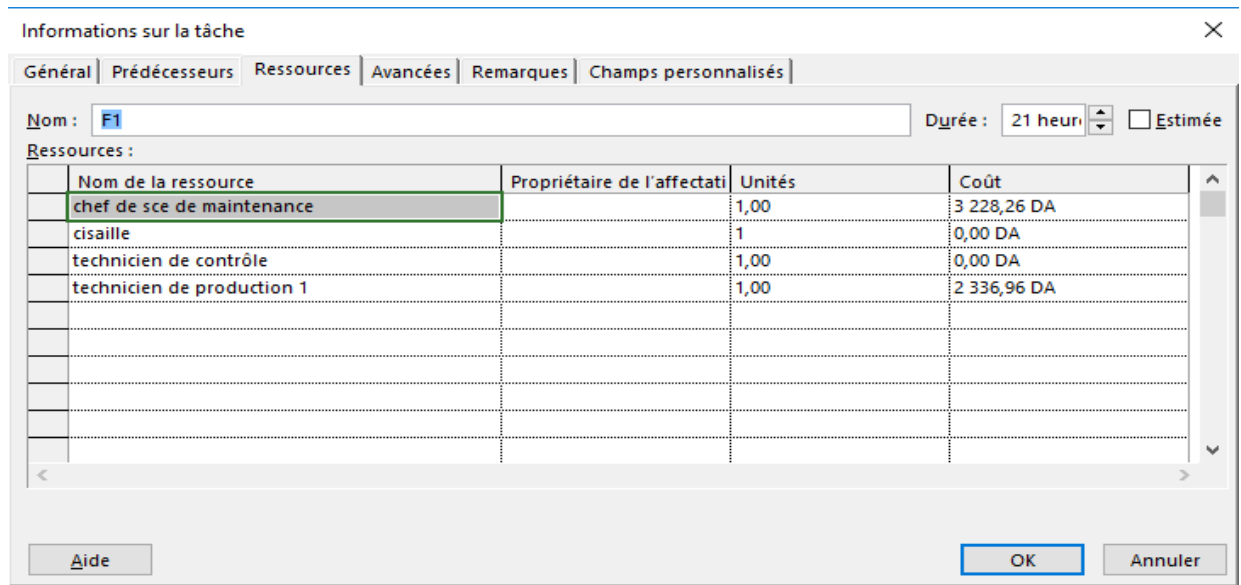 Informations sur la tâche
Général Prédécesseurs Ressources Avancées Remarques Champs personnalisés
Nom : F1 Durée : 21 heur Estimée
Ressources :
Nom de la ressource Propriétaire de l'affectati Unités Coût
chef de sce de maintenance 1,00 3 228,26 DA
cisaille 1 0,00 DA
technicien de contrôle 1,00 0,00 DA
technicien de production 1 1,00 2 336,96 DA
Aide OK Annuler